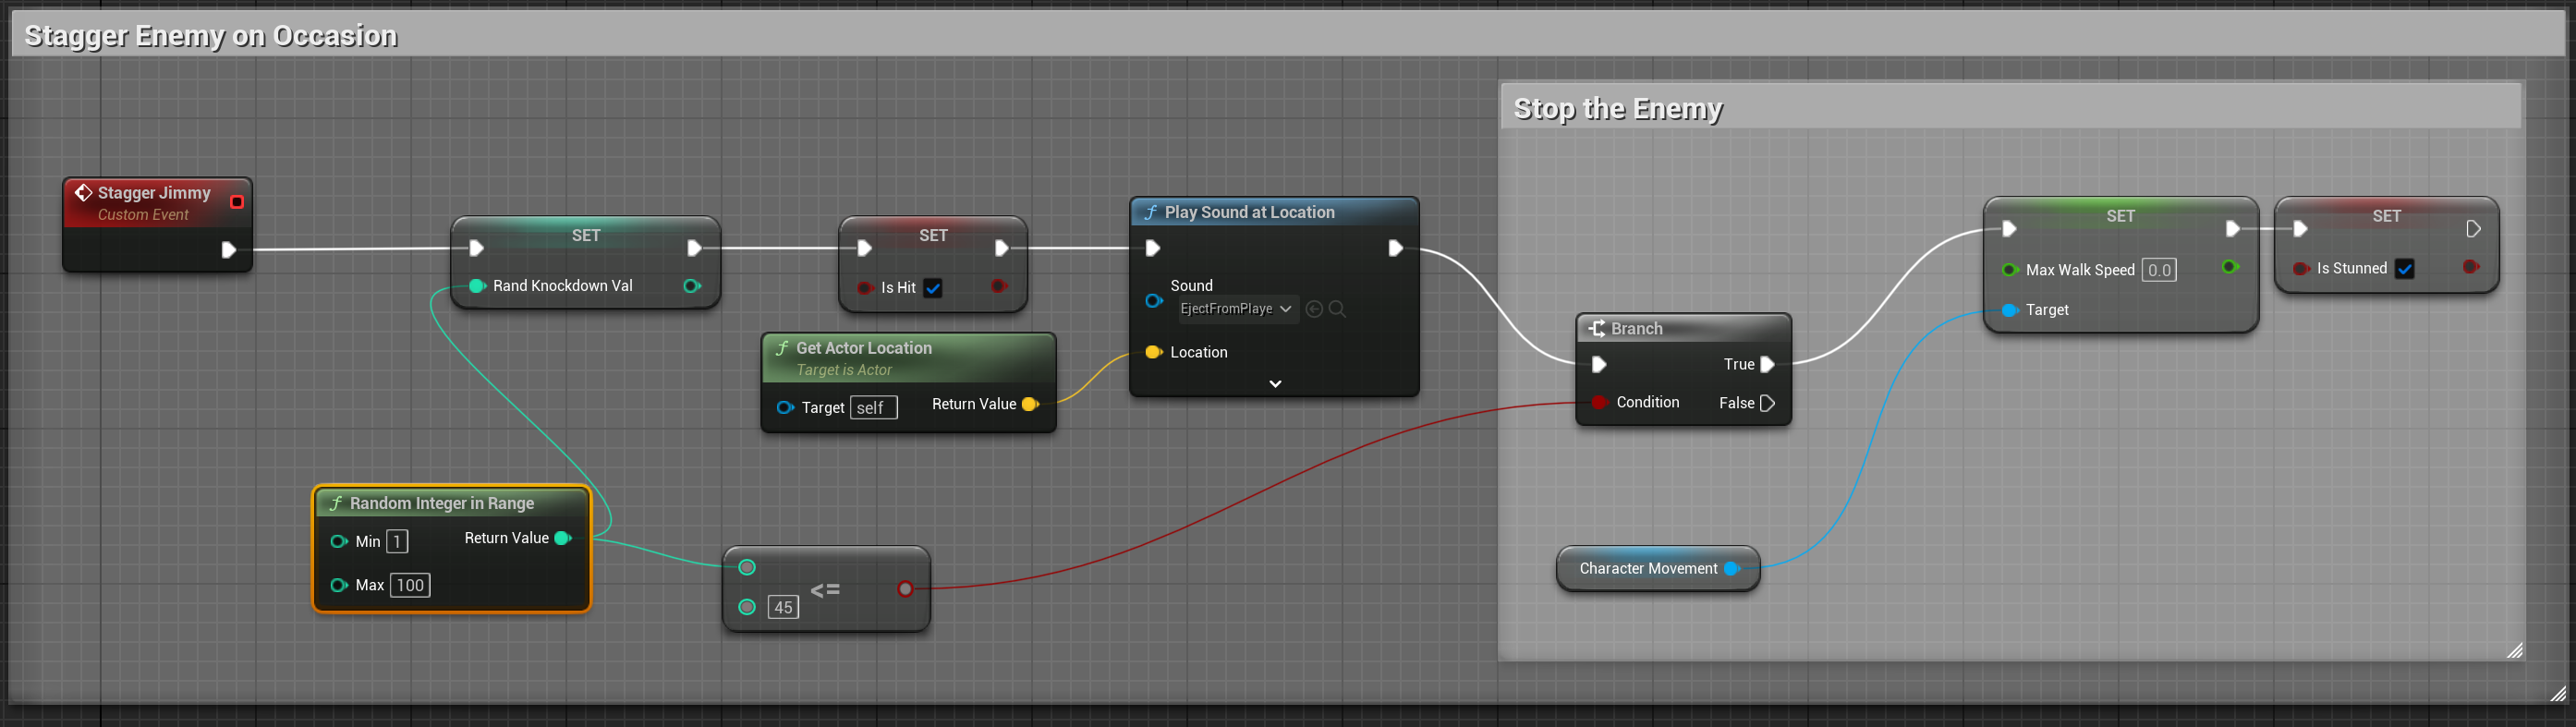 Stagger Enemy on Occasion
Stop the Enemy
Stagger Jimmy
Custom Event
SET
Rand Knockdown Val
SET
Is Hit
Play Sound at Location
Sound
EjectFromPlaye
Location
Get Actor Location
Target is Actor
Target self Return Value
Random Integer in Range
Min 1 Return Value
Max 100
<=
45
Branch
True
Condition False
Character Movement
SET
Max Walk Speed 0.0
Target
SET
Is Stunned